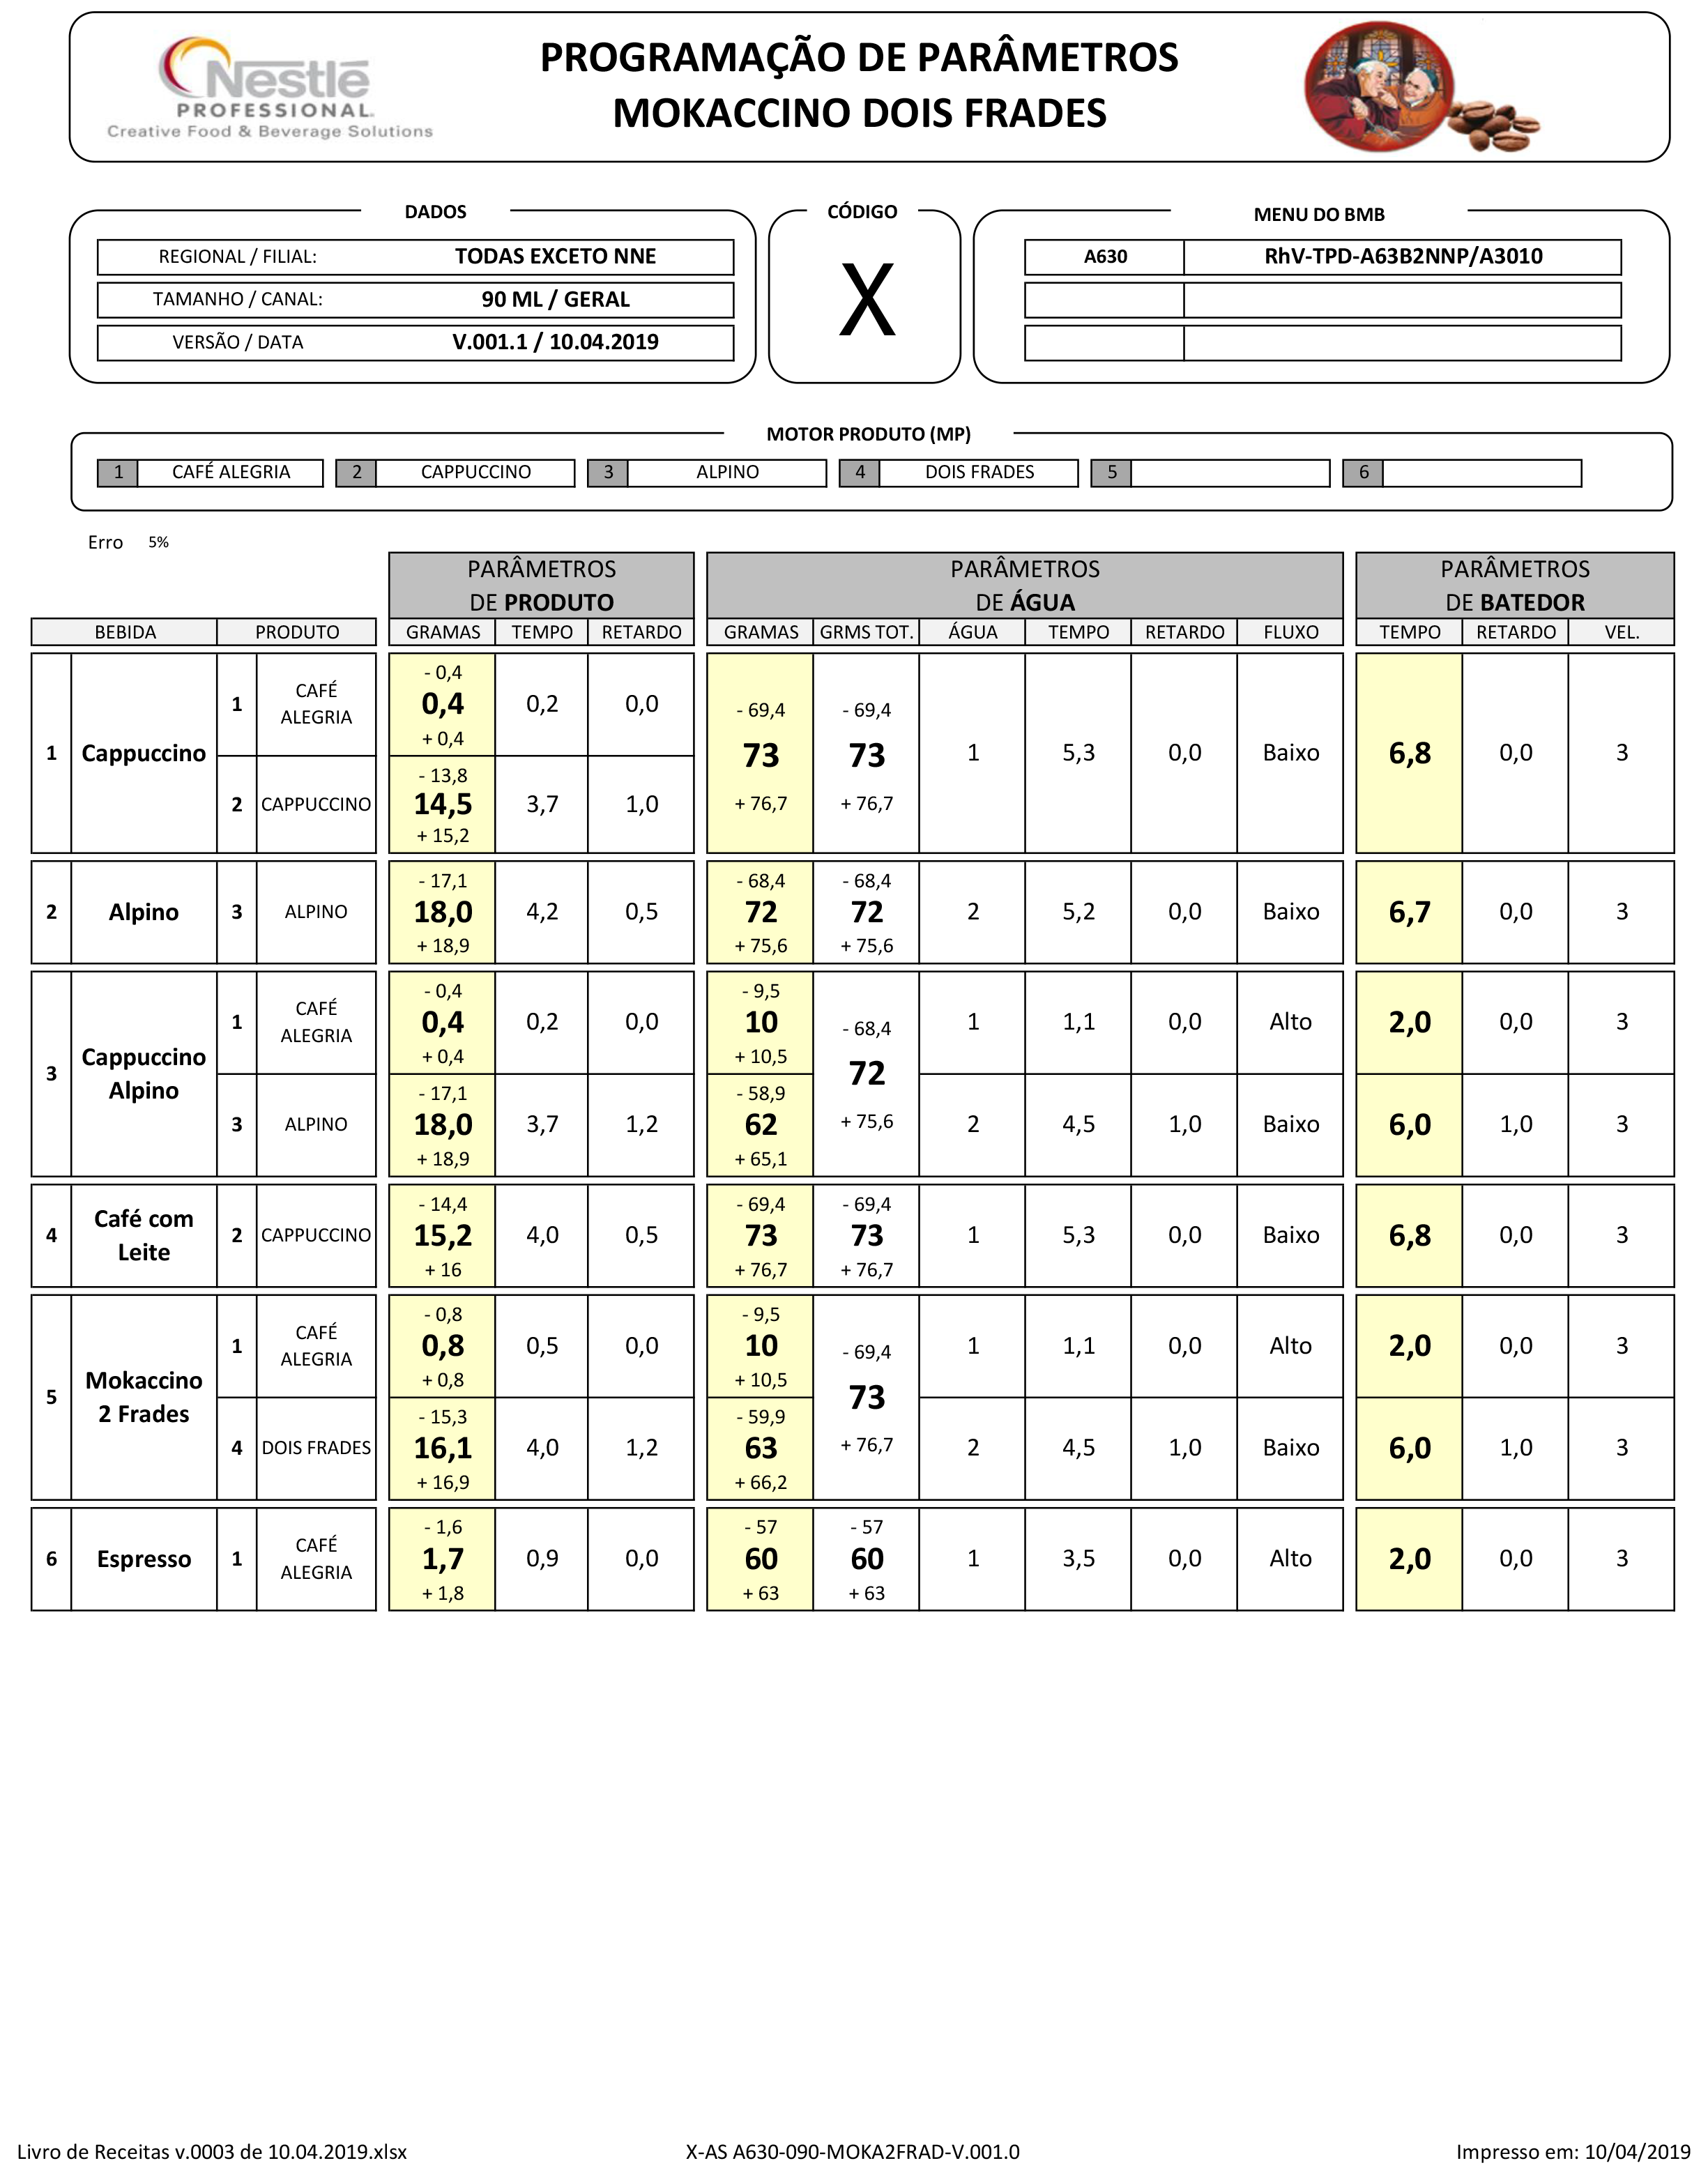 Nestlé
PROFESSIONAL.
Creative Food & Beverage Solutions
PROGRAMAÇÃO DE PARÂMETROS
MOKACCINO DOIS FRADES
DADOS
REGIONAL / FILIAL: TODAS EXCETO NNE
TAMANHO / CANAL: 90 ML / GERAL
VERSÃO / DATA V.001.1 / 10.04.2019
CÓDIGO
X
MENU DO BMB
A630 RhV-TPD-A63B2NNP/A3010
MOTOR PRODUTO (MP)
1 CAFÉ ALEGRIA 2 CAPPUCCINO 3 ALPINO 4 DOIS FRADES 5 6
Erro 5%
PARÂMETROS
DE PRODUTO
PARÂMETROS
DE ÁGUA
PARÂMETROS
DE BATEDOR
BEBIDA PRODUTO GRAMAS TEMPO RETARDO GRAMAS GRMS TOT. ÁGUA TEMPO RETARDO FLUXO TEMPO RETARDO VEL.
1 Cappuccino
1 CAFÉ
ALEGRIA
- 0,4
0,4 0,2 0,0
+ 0,4
2 CAPPUCCINO
- 13,8
14,5 3,7 1,0
+ 15,2
- 69,4 - 69,4
73 73 1 5,3 0,0 Baixo 6,8 0,0 3
+ 76,7 + 76,7
- 17,1 - 68,4 - 68,4
2 Alpino 3 ALPINO 18,0 4,2 0,5 72 72 2 5,2 0,0 Baixo 6,7 0,0 3
+ 18,9 + 75,6 + 75,6
3 Cappuccino
Alpino
1 CAFÉ
ALEGRIA
- 0,4 - 9,5
0,4 0,2 0,0 10 1 1,1 0,0 Alto 2,0 0,0 3
+ 0,4 + 10,5
- 68,4
72
+ 75,6
- 17,1 - 58,9
3 ALPINO 18,0 3,7 1,2 62 2 4,5 1,0 Baixo 6,0 1,0 3
+ 18,9 + 65,1
4 Café com
Leite
- 14,4 - 69,4 - 69,4
2 CAPPUCCINO 15,2 4,0 0,5 73 73 1 5,3 0,0 Baixo 6,8 0,0 3
+ 16 + 76,7 + 76,7
5 Mokaccino
2 Frades
1 CAFÉ
ALEGRIA
- 0,8 - 9,5
0,8 0,5 0,0 10 1 1,1 0,0 Alto 2,0 0,0 3
+ 0,8 + 10,5
- 69,4
73
+ 76,7
- 15,3 - 59,9
4 DOIS FRADES 16,1 4,0 1,2 63 2 4,5 1,0 Baixo 6,0 1,0 3
+ 16,9 + 66,2
6 Espresso 1 CAFÉ
ALEGRIA
- 1,6 - 57 - 57
1,7 0,9 0,0 60 60 1 3,5 0,0 Alto 2,0 0,0 3
+ 1,8 + 63 + 63
Livro de Receitas v.0003 de 10.04.2019.xlsx X-AS A630-090-MOKA2FRAD-V.001.0 Impresso em: 10/04/2019